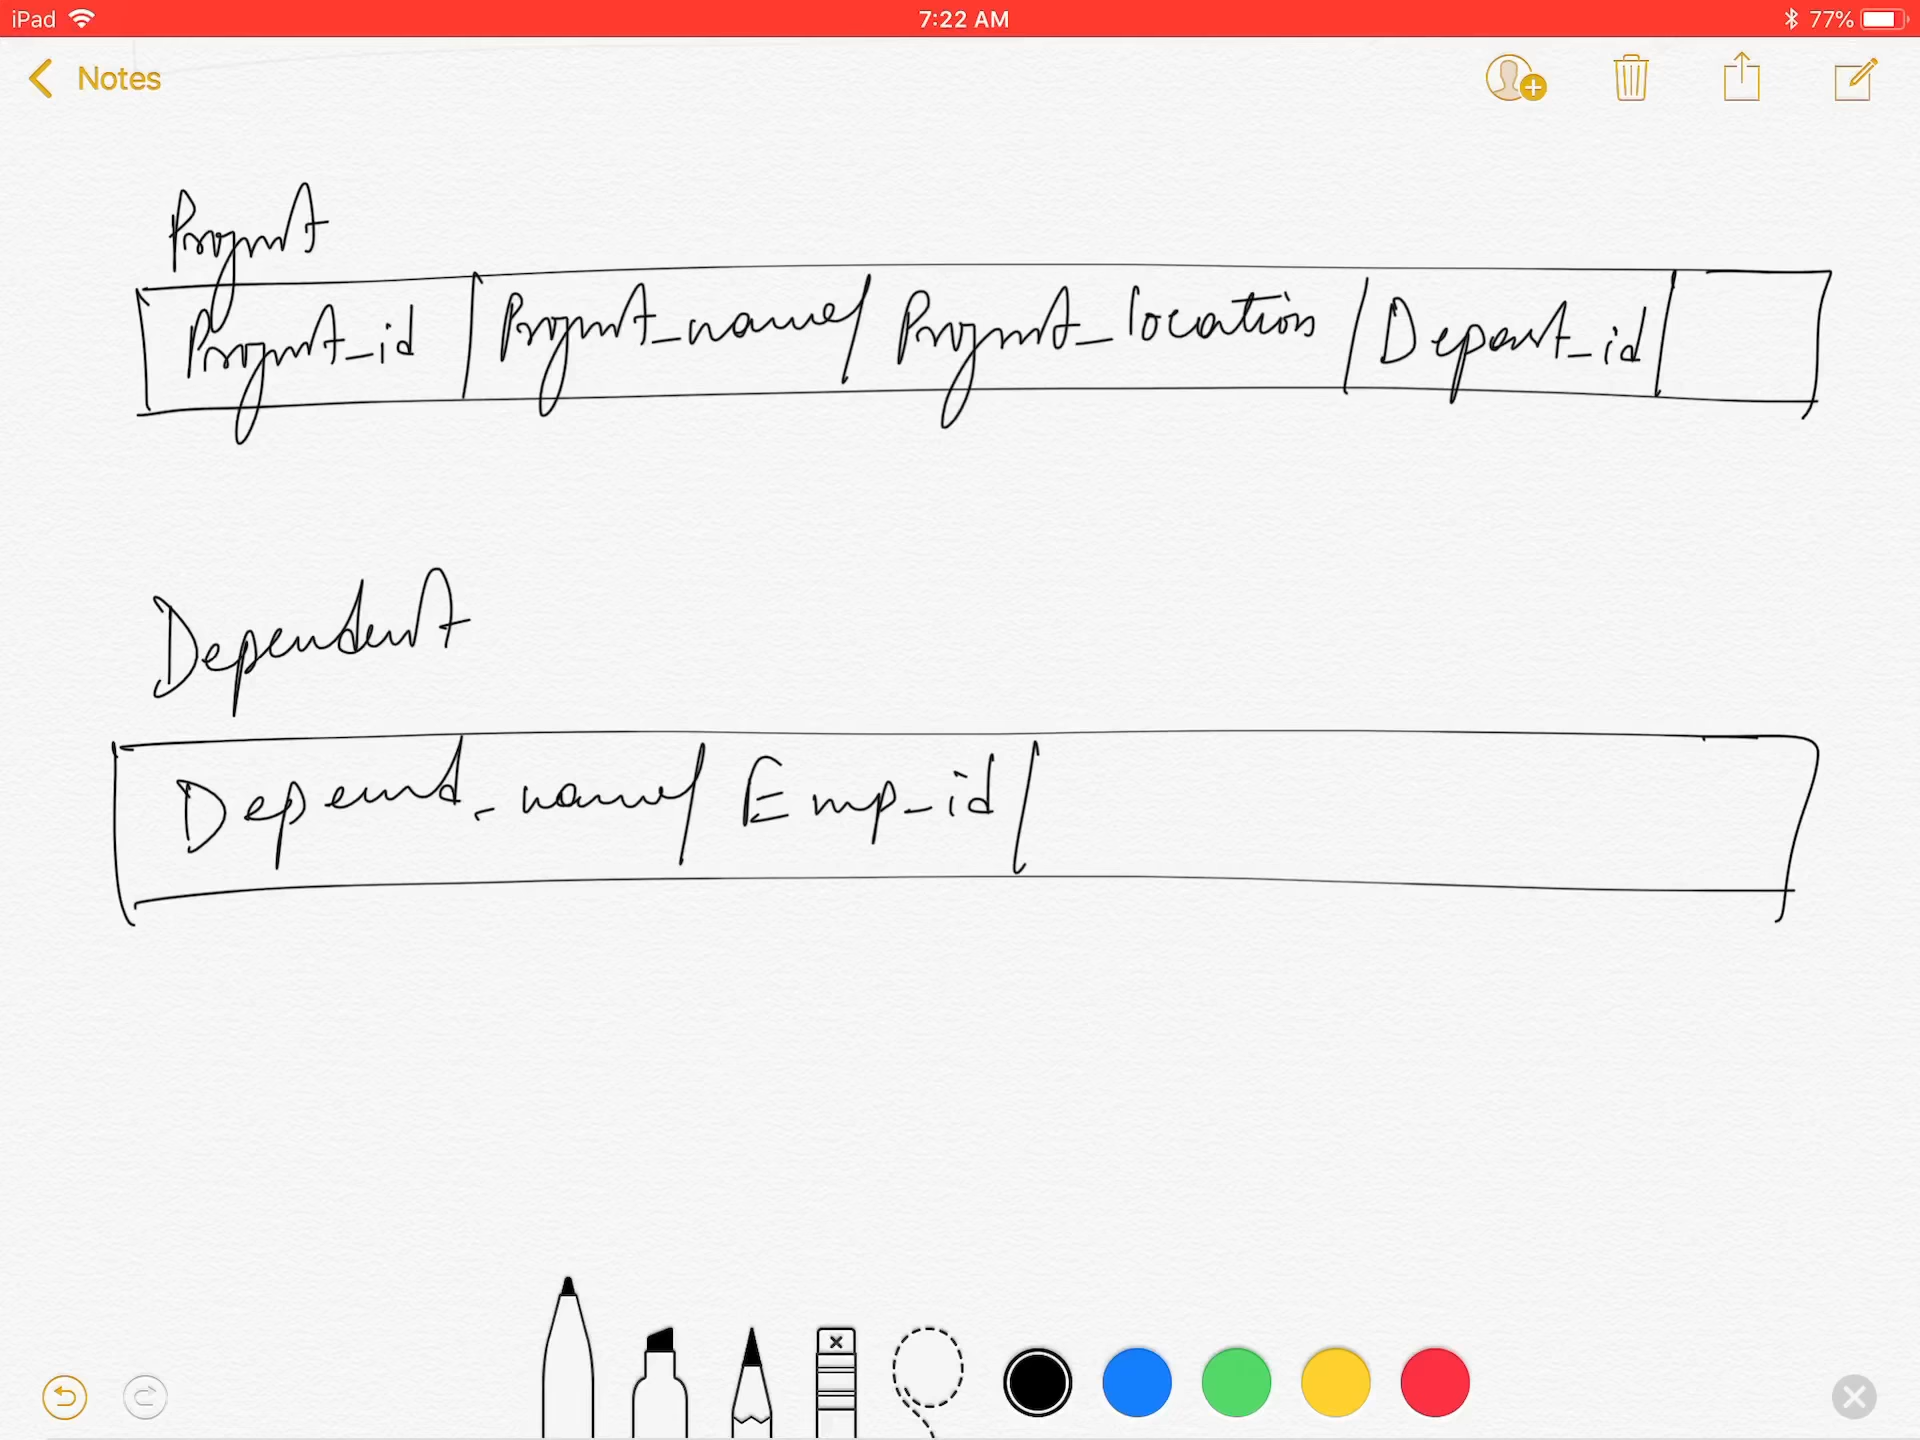 iPad 7:22 AM 77%
Notes
Project
Project_id | Project_name | Project_location | Depart_id |
Dependent
Depend_name | Emp_id |